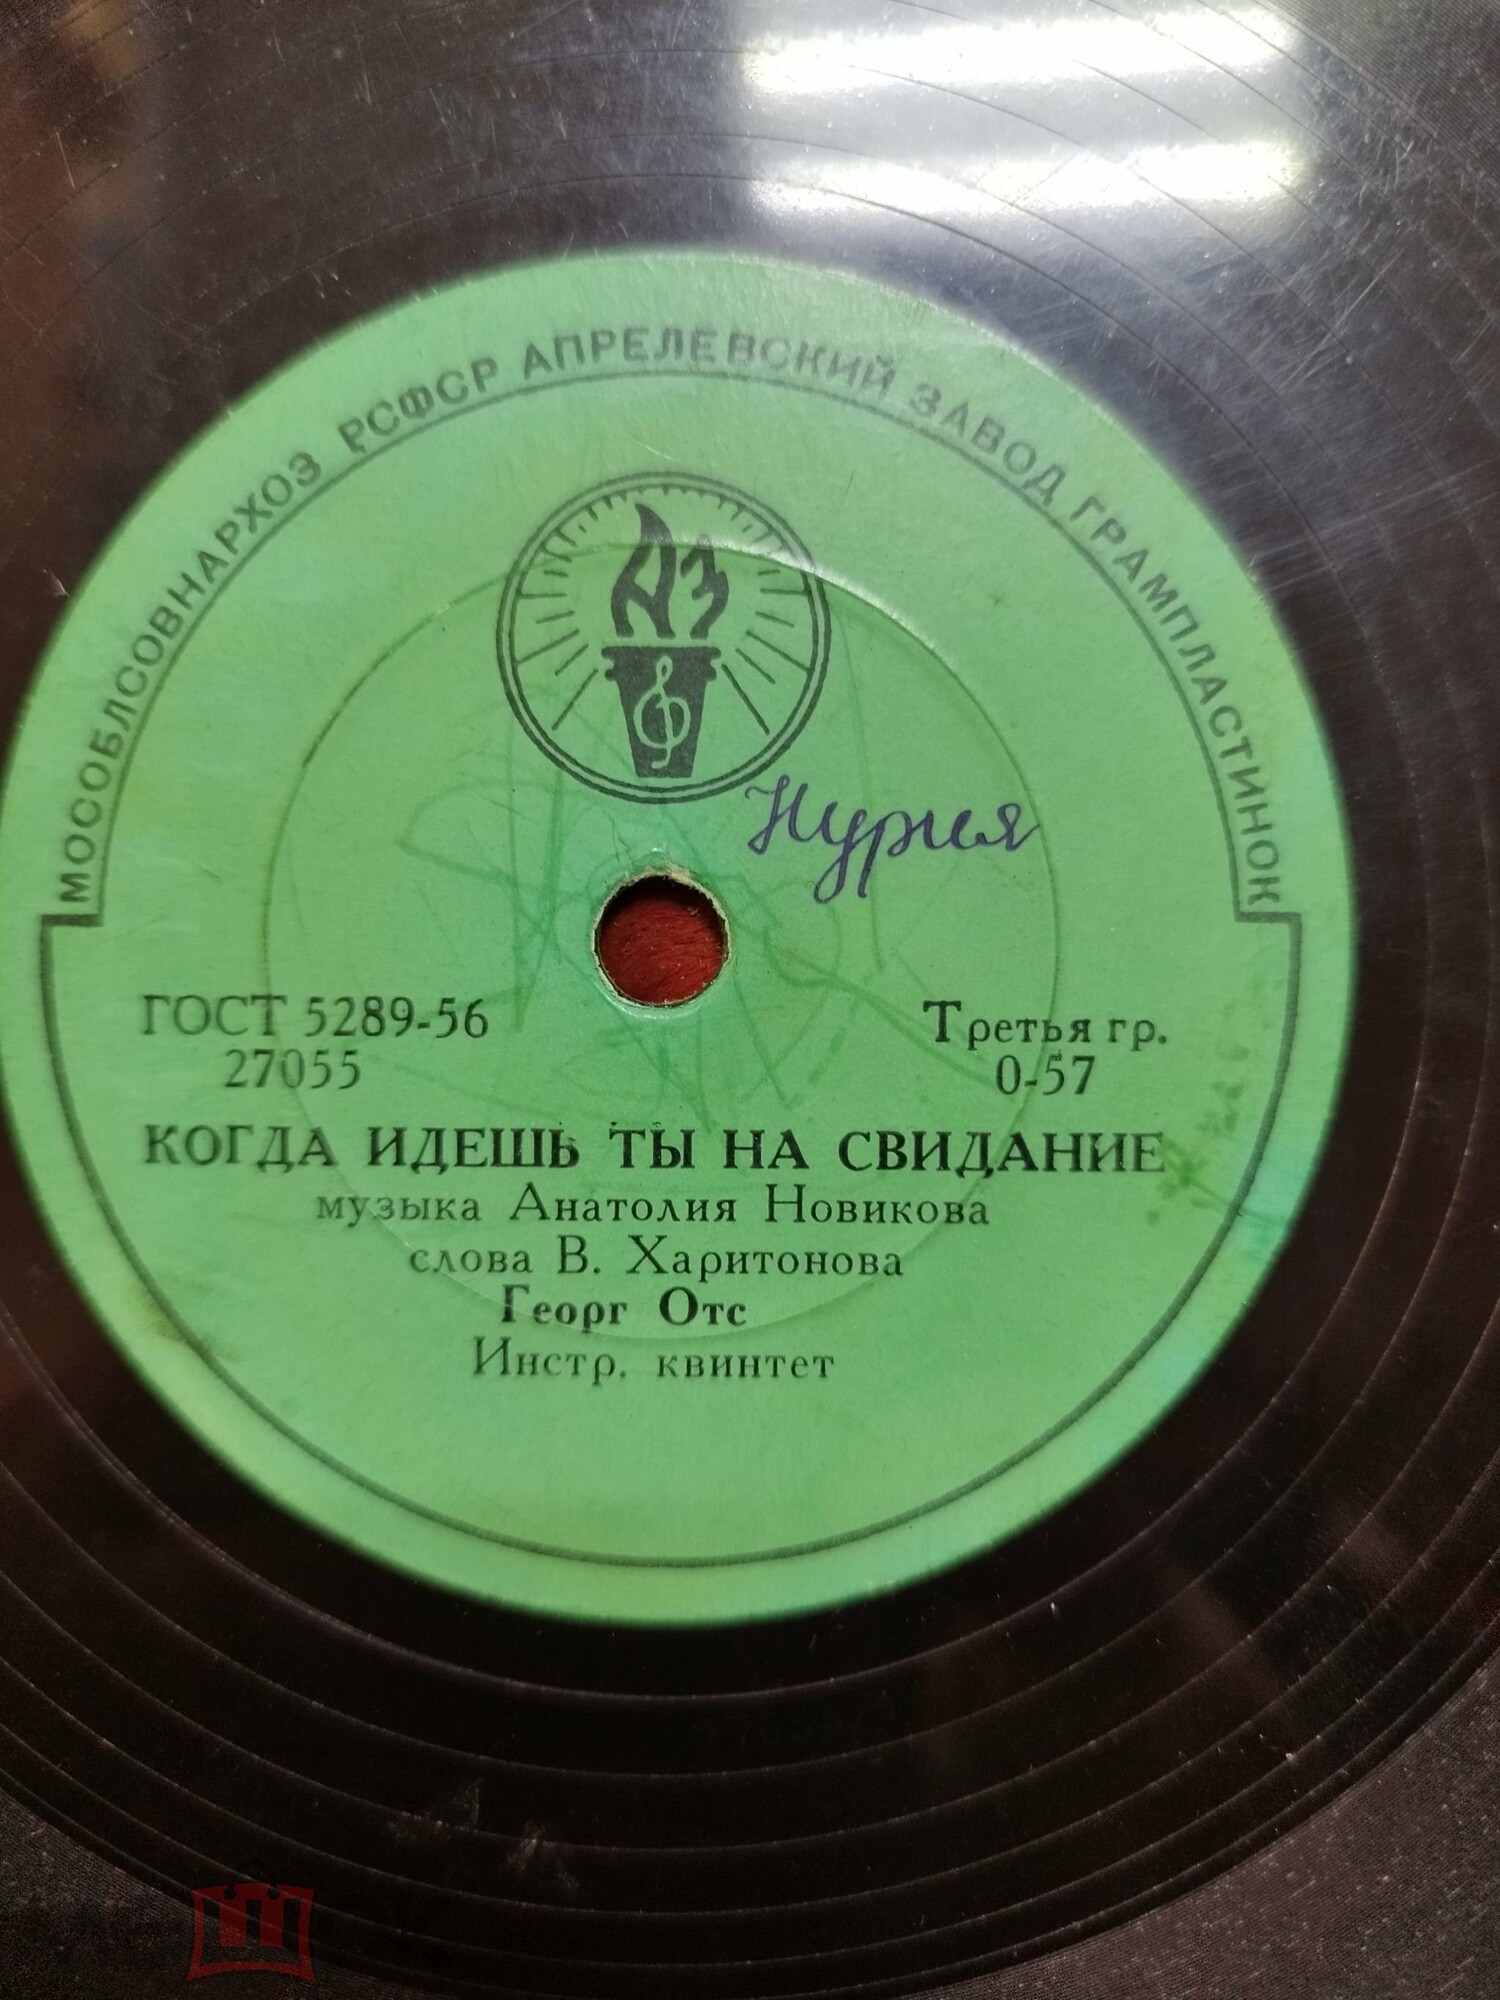 МОСОБЛСОВНАРХОЗ РСФСР АПРЕЛЕВСКИЙ ЗАВОД ГРАМПЛАСТИНОК
АЗ
Нурия
ГОСТ 5289-56
27055
Третья гр.
0-57
КОГДА ИДЕШЬ ТЫ НА СВИДАНИЕ
музыка Анатолия Новикова
слова В. Харитонова
Георг Отс
Инстр. квинтет